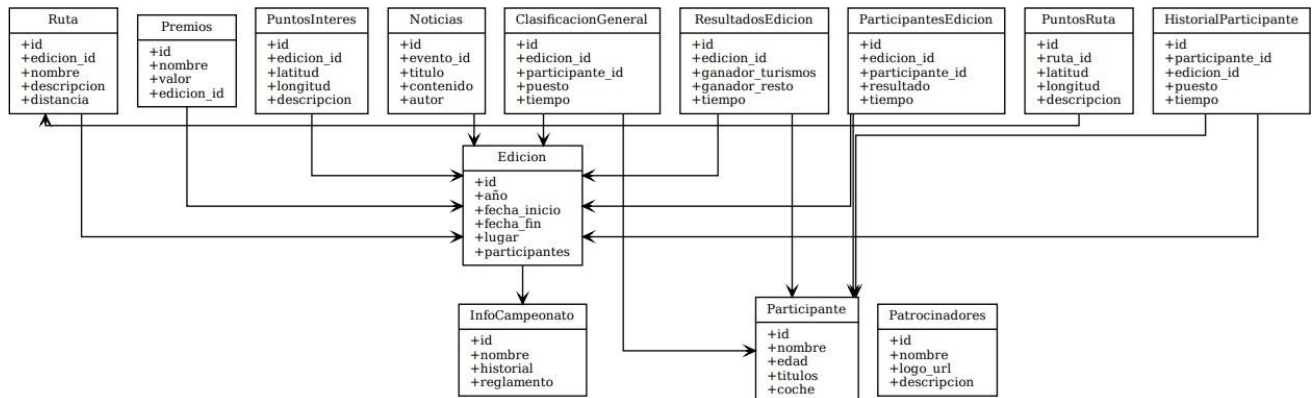 Ruta
+id
+edicion_id
+nombre
+descripcion
+distancia
Premios
+id
+nombre
+valor
+edicion_id
PuntosInteres
+id
+edicion_id
+latitud
+longitud
+descripcion
Noticias
+id
+evento_id
+titulo
+contenido
+autor
ClasificacionGeneral
+id
+edicion_id
+participante_id
+puesto
+tiempo
ResultadosEdicion
+id
+edicion_id
+ganador_turismos
+ganador_resto
+tiempo
ParticipantesEdicion
+id
+edicion_id
+participante_id
+resultado
+tiempo
PuntosRuta
+id
+ruta_id
+latitud
+longitud
+descripcion
HistorialParticipante
+id
+participante_id
+edicion_id
+puesto
+tiempo
Edicion
+id
+año
+fecha_inicio
+fecha_fin
+lugar
+participantes
InfoCampeonato
+id
+nombre
+historial
+reglamento
Participante
+id
+nombre
+edad
+titulos
+coche
Patrocinadores
+id
+nombre
+logo_url
+descripcion